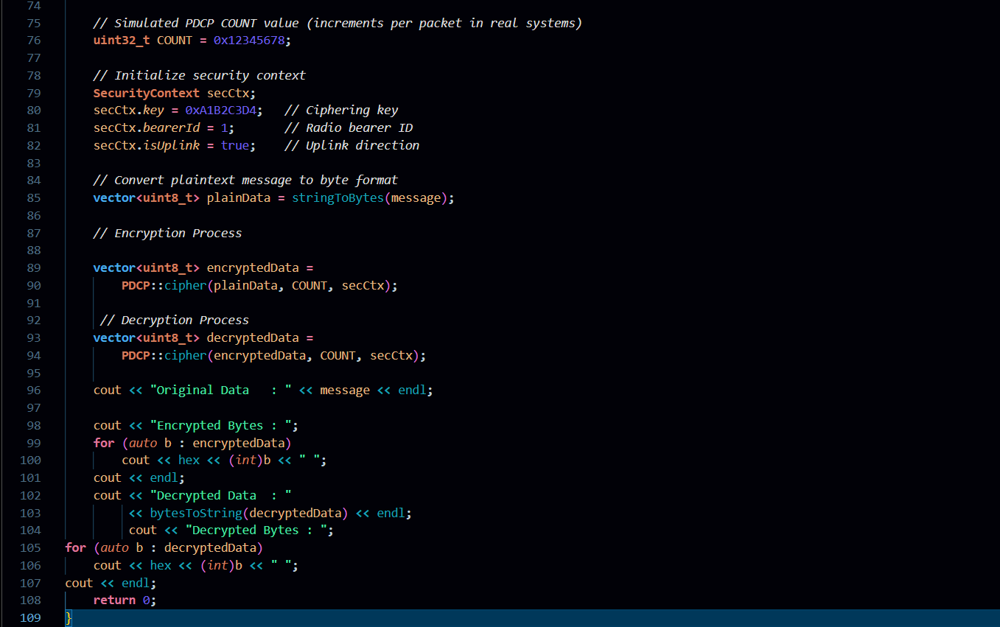 74
75 // Simulated PDCP COUNT value (increments per packet in real systems)
76 uint32_t COUNT = 0x12345678;
77
78 // Initialize security context
79 SecurityContext secCtx;
80 secCtx.key = 0xA1B2C3D4;   // Ciphering key
81 secCtx.bearerId = 1;       // Radio bearer ID
82 secCtx.isUplink = true;    // Uplink direction
83
84 // Convert plaintext message to byte format
85 vector<uint8_t> plainData = stringToBytes(message);
86
87 // Encryption Process
88
89 vector<uint8_t> encryptedData =
90     PDCP::cipher(plainData, COUNT, secCtx);
91
92  // Decryption Process
93 vector<uint8_t> decryptedData =
94     PDCP::cipher(encryptedData, COUNT, secCtx);
95
96 cout << "Original Data   : " << message << endl;
97
98 cout << "Encrypted Bytes : ";
99 for (auto b : encryptedData)
100     cout << hex << (int)b << " ";
101 cout << endl;
102 cout << "Decrypted Data  : "
103      << bytesToString(decryptedData) << endl;
104      cout << "Decrypted Bytes : ";
105 for (auto b : decryptedData)
106     cout << hex << (int)b << " ";
107 cout << endl;
108     return 0;
109 }